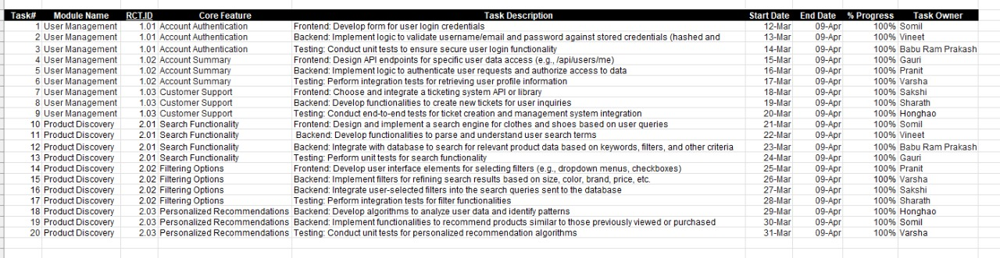 Task# Module Name RCT.ID Core Feature Task Description Start Date End Date % Progress Task Owner
1 User Management 1.01 Account Authentication Frontend: Develop form for user login credentials 12-Mar 09-Apr 100% Somil
2 User Management 1.01 Account Authentication Backend: Implement logic to validate username/email and password against stored credentials (hashed and 13-Mar 09-Apr 100% Vineet
3 User Management 1.01 Account Authentication Testing: Conduct unit tests to ensure secure user login functionality 14-Mar 09-Apr 100% Babu Ram Prakash
4 User Management 1.02 Account Summary Frontend: Design API endpoints for specific user data access (e.g., /api/users/me) 15-Mar 09-Apr 100% Gauri
5 User Management 1.02 Account Summary Backend: Implement logic to authenticate user requests and authorize access to data 16-Mar 09-Apr 100% Pranit
6 User Management 1.02 Account Summary Testing: Perform integration tests for retrieving user profile information 17-Mar 09-Apr 100% Varsha
7 User Management 1.03 Customer Support Frontend: Choose and integrate a ticketing system API or library 18-Mar 09-Apr 100% Sakshi
8 User Management 1.03 Customer Support Backend: Develop functionalities to create new tickets for user inquiries 19-Mar 09-Apr 100% Sharath
9 User Management 1.03 Customer Support Testing: Conduct end-to-end tests for ticket creation and management system integration 20-Mar 09-Apr 100% Honghao
10 Product Discovery 2.01 Search Functionality Frontend: Design and implement a search engine for clothes and shoes based on user queries 21-Mar 09-Apr 100% Somil
11 Product Discovery 2.01 Search Functionality Backend: Develop functionalities to parse and understand user search terms 22-Mar 09-Apr 100% Vineet
12 Product Discovery 2.01 Search Functionality Backend: Integrate with database to search for relevant product data based on keywords, filters, and other criteria 23-Mar 09-Apr 100% Babu Ram Prakash
13 Product Discovery 2.01 Search Functionality Testing: Perform unit tests for search functionality 24-Mar 09-Apr 100% Gauri
14 Product Discovery 2.02 Filtering Options Frontend: Develop user interface elements for selecting filters (e.g., dropdown menus, checkboxes) 25-Mar 09-Apr 100% Pranit
15 Product Discovery 2.02 Filtering Options Backend: Implement filters for refining search results based on size, color, brand, price, etc. 26-Mar 09-Apr 100% Varsha
16 Product Discovery 2.02 Filtering Options Backend: Integrate user-selected filters into the search queries sent to the database 27-Mar 09-Apr 100% Sakshi
17 Product Discovery 2.02 Filtering Options Testing: Perform integration tests for filter functionalities 28-Mar 09-Apr 100% Sharath
18 Product Discovery 2.03 Personalized Recommendations Backend: Develop algorithms to analyze user data and identify patterns 29-Mar 09-Apr 100% Honghao
19 Product Discovery 2.03 Personalized Recommendations Backend: Implement functionalities to recommend products similar to those previously viewed or purchased 30-Mar 09-Apr 100% Somil
20 Product Discovery 2.03 Personalized Recommendations Testing: Conduct unit tests for personalized recommendation algorithms 31-Mar 09-Apr 100% Varsha